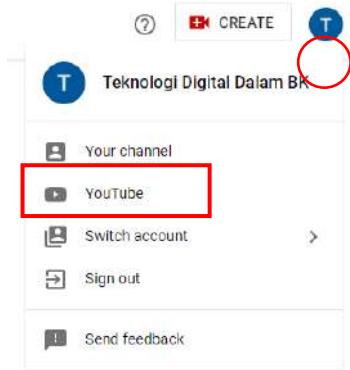 CREATE
T
T
Teknologi Digital Dalam BK
Your channel
YouTube
Switch account
Sign out
Send feedback